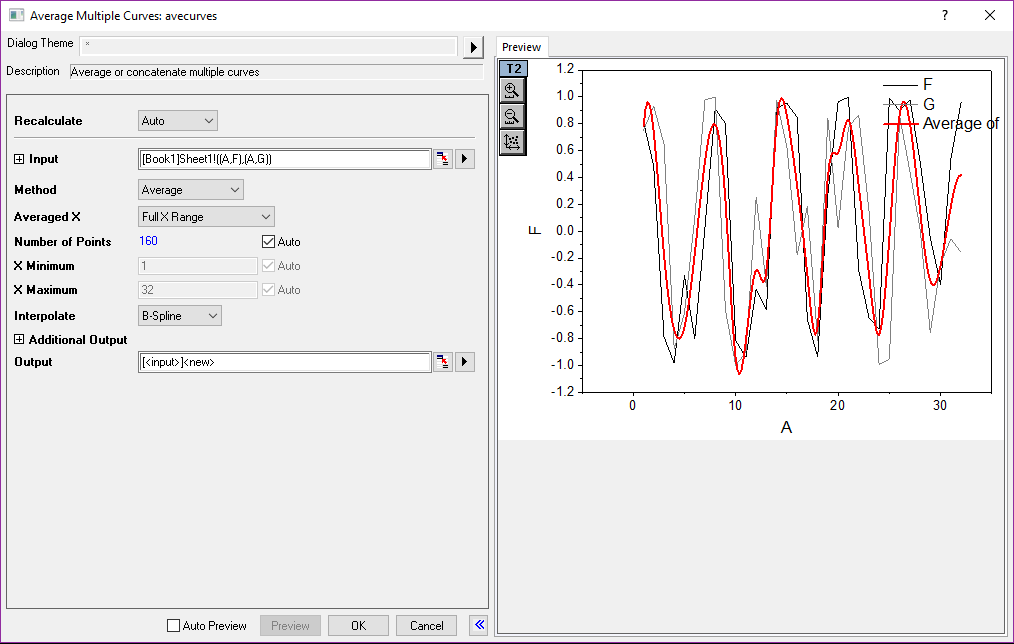 Average Multiple Curves: avecurves
?
Dialog Theme *
Description Average or concatenate multiple curves
Recalculate Auto
Input [Book1]Sheet1!((A,F),(A,G))
Method Average
Averaged X Full X Range
Number of Points 160 Auto
X Minimum 1 Auto
X Maximum 32 Auto
Interpolate B-Spline
Additional Output
Output [<input>]<new>
Auto Preview Preview OK Cancel
Preview
T2
F
G
Average of
1.2
1.0
0.8
0.6
0.4
0.2
0.0
-0.2
-0.4
-0.6
-0.8
-1.0
-1.2
F
0 10 20 30
A